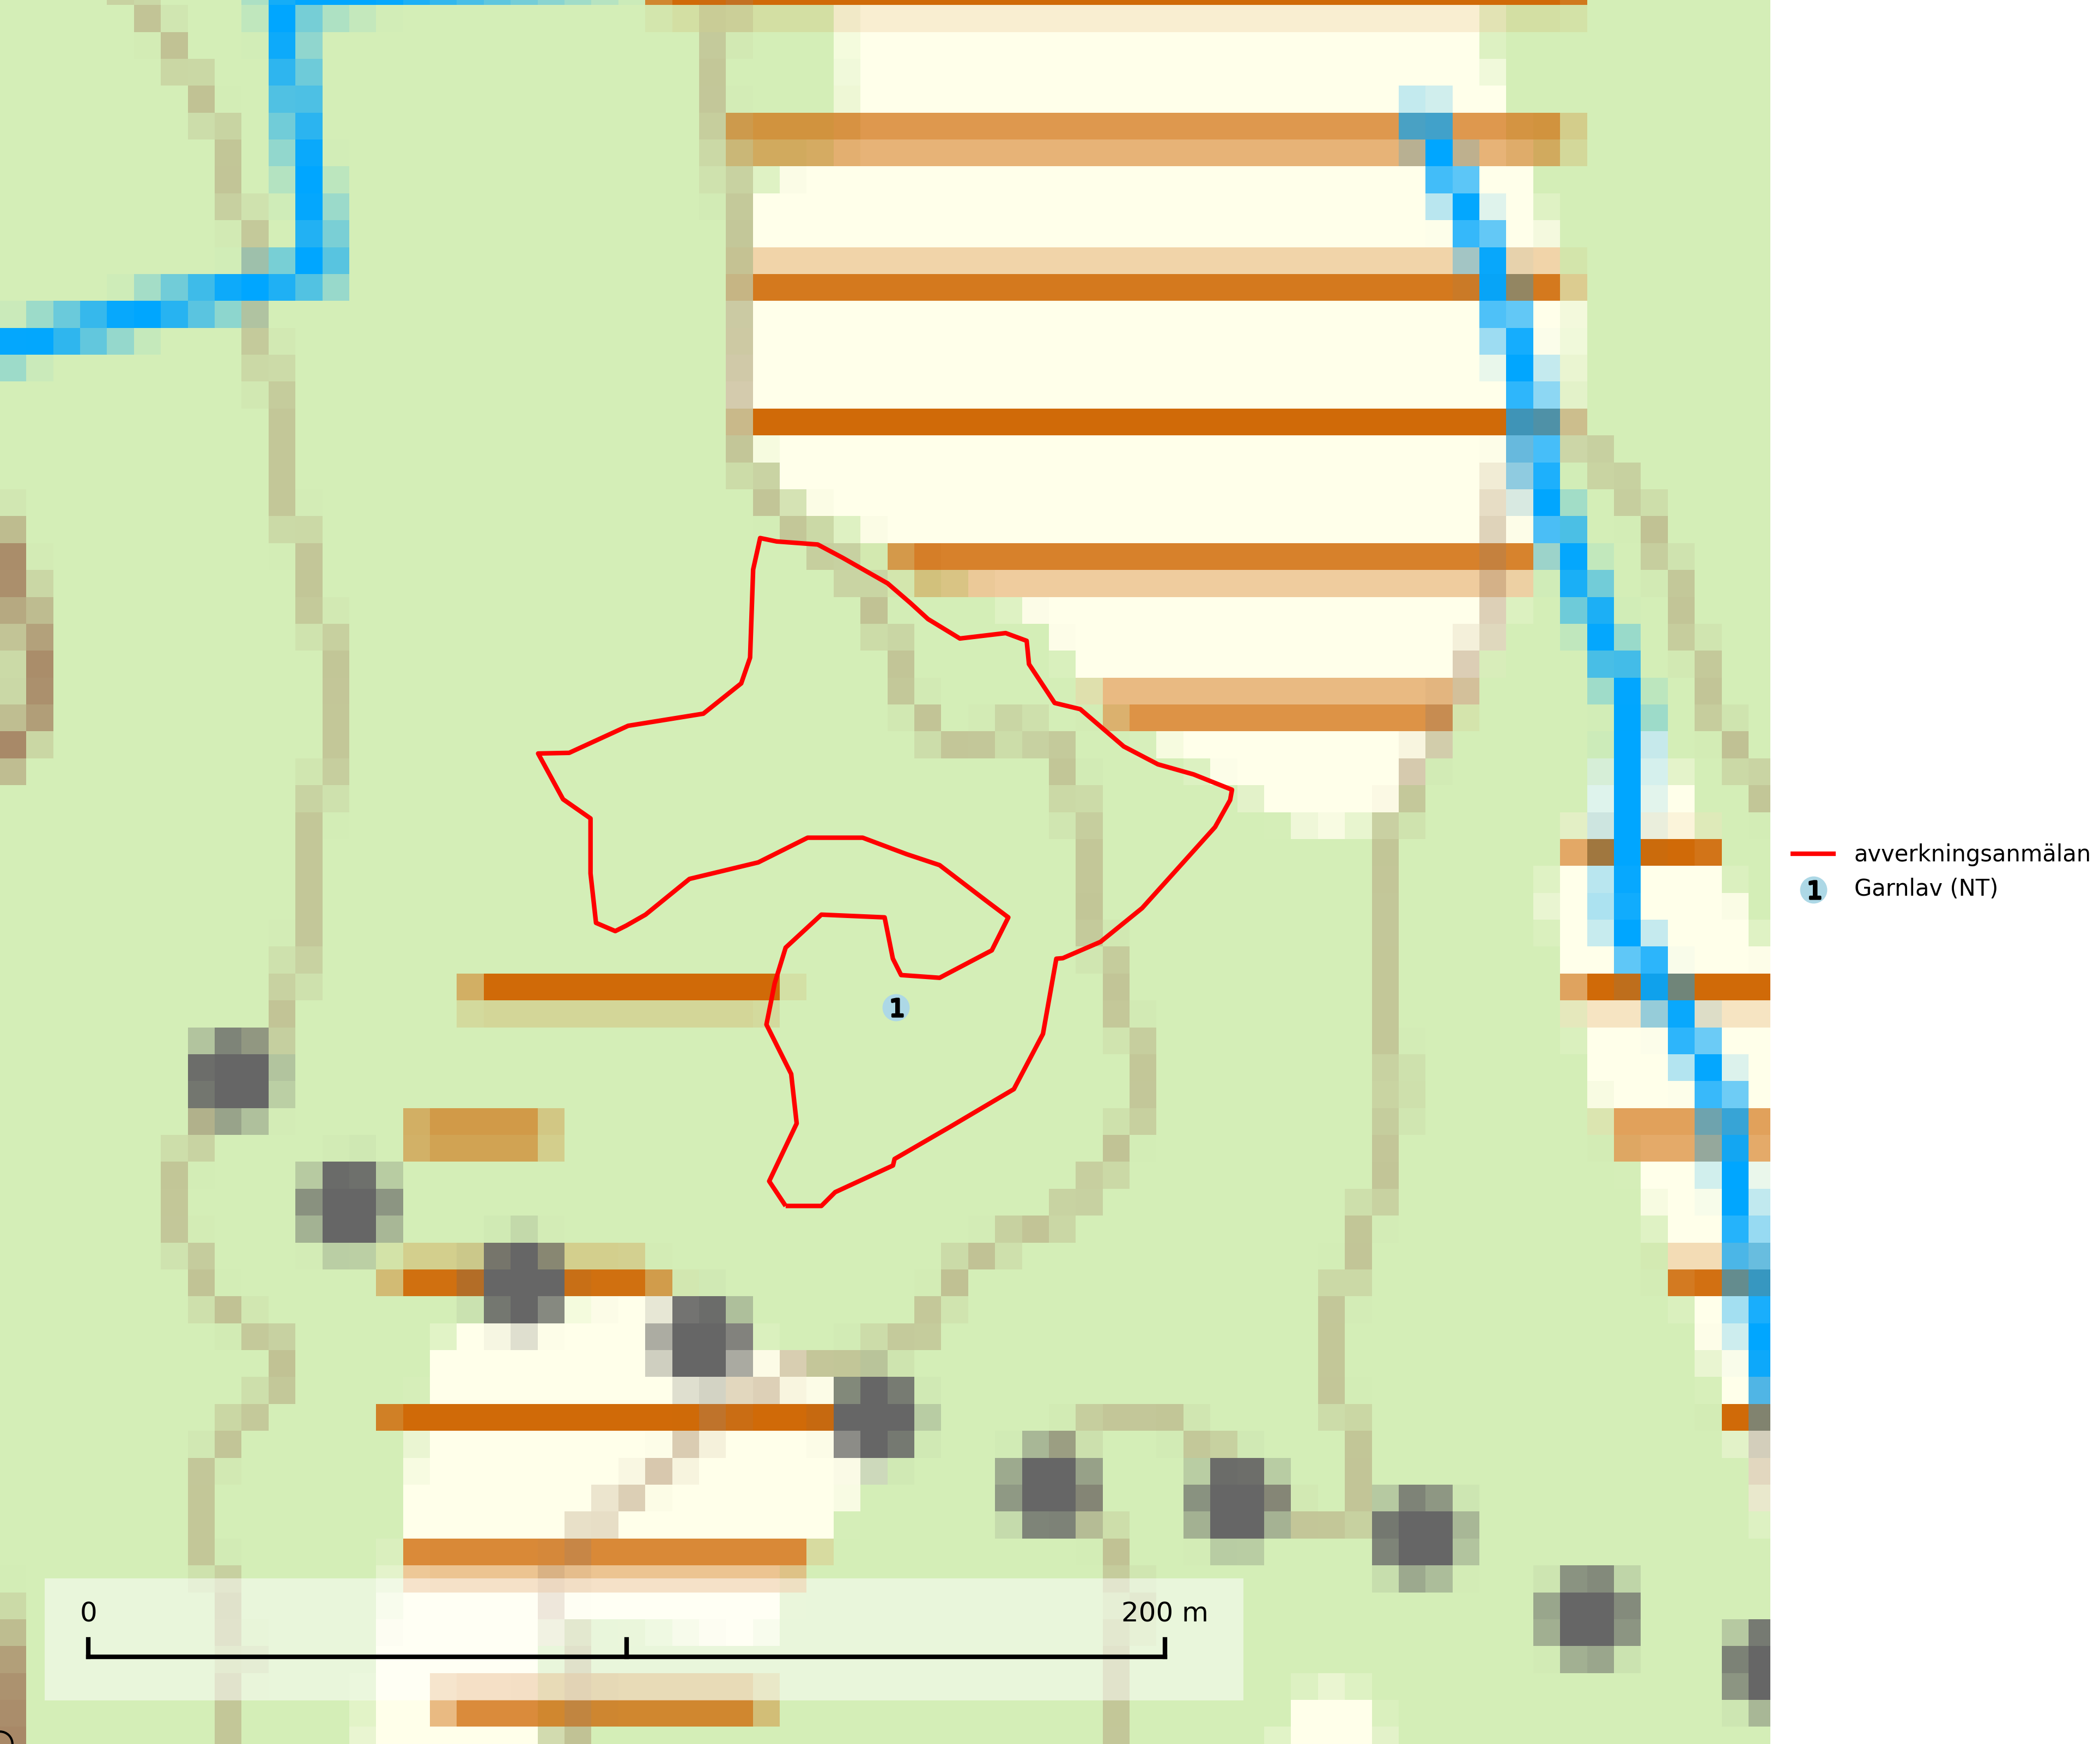 avverkningsanmälan
1 Garnlav (NT)
1
0 200 m